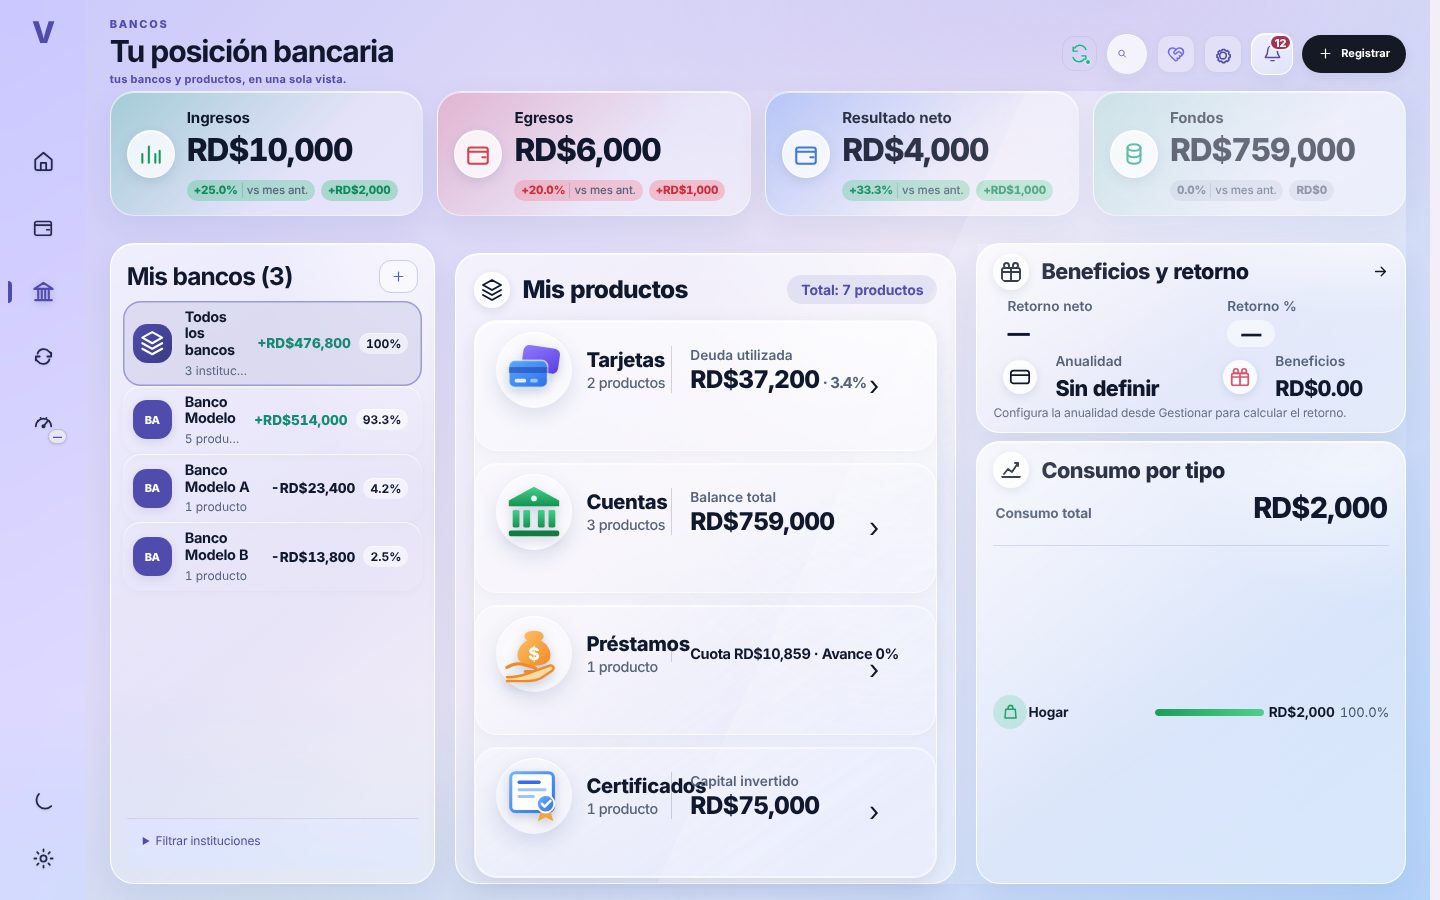 V
BANCOS
Tu posición bancaria
tus bancos y productos, en una sola vista.
12
Registrar
Ingresos
RD$10,000
+25.0% vs mes ant. +RD$2,000
Egresos
RD$6,000
+20.0% vs mes ant. +RD$1,000
Resultado neto
RD$4,000
+33.3% vs mes ant. +RD$1,000
Fondos
RD$759,000
0.0% vs mes ant. RD$0
Mis bancos (3)
Todos los bancos
3 instituc...
+RD$476,800 100%
BA
Banco Modelo
5 produ...
+RD$514,000 93.3%
BA
Banco Modelo A
1 producto
-RD$23,400 4.2%
BA
Banco Modelo B
1 producto
-RD$13,800 2.5%
Filtrar instituciones
Mis productos
Total: 7 productos
Tarjetas
2 productos
Deuda utilizada
RD$37,200 · 3.4%
Cuentas
3 productos
Balance total
RD$759,000
Préstamos
1 producto
Cuota RD$10,859 · Avance 0%
Certificados
1 producto
Capital invertido
RD$75,000
Beneficios y retorno
Retorno neto
—
Retorno %
—
Anualidad
Sin definir
Beneficios
RD$0.00
Configura la anualidad desde Gestionar para calcular el retorno.
Consumo por tipo
Consumo total
RD$2,000
Hogar
RD$2,000 100.0%